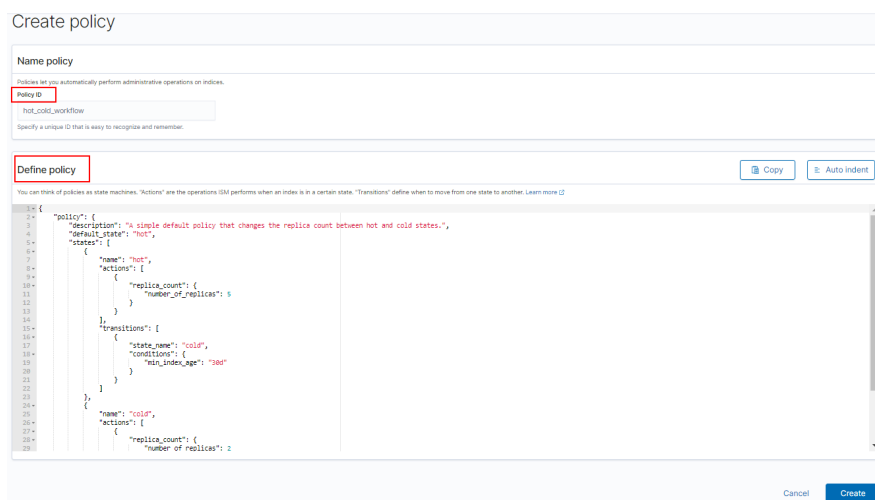 Create policy
Name policy
Policies let you automatically perform administrative operations on indices.
Policy ID
hot_cold_workflow
Specify a unique ID that is easy to recognize and remember.
Define policy
Copy
Auto indent
You can think of policies as state machines. "Actions" are the operations ISM performs when an index is in a certain state. "Transitions" define when to move from one state to another. Learn more
1 {
2 "policy": {
3 "description": "A simple default policy that changes the replica count between hot and cold states.",
4 "default_state": "hot",
5 "states": [
6 {
7 "name": "hot",
8 "actions": [
9 {
10 "replica_count": {
11 "number_of_replicas": 5
12 }
13 }
14 ],
15 "transitions": [
16 {
17 "state_name": "cold",
18 "conditions": {
19 "min_index_age": "30d"
20 }
21 }
22 ]
23 },
24 {
25 "name": "cold",
26 "actions": [
27 {
28 "replica_count": {
29 "number_of_replicas": 2
Cancel
Create